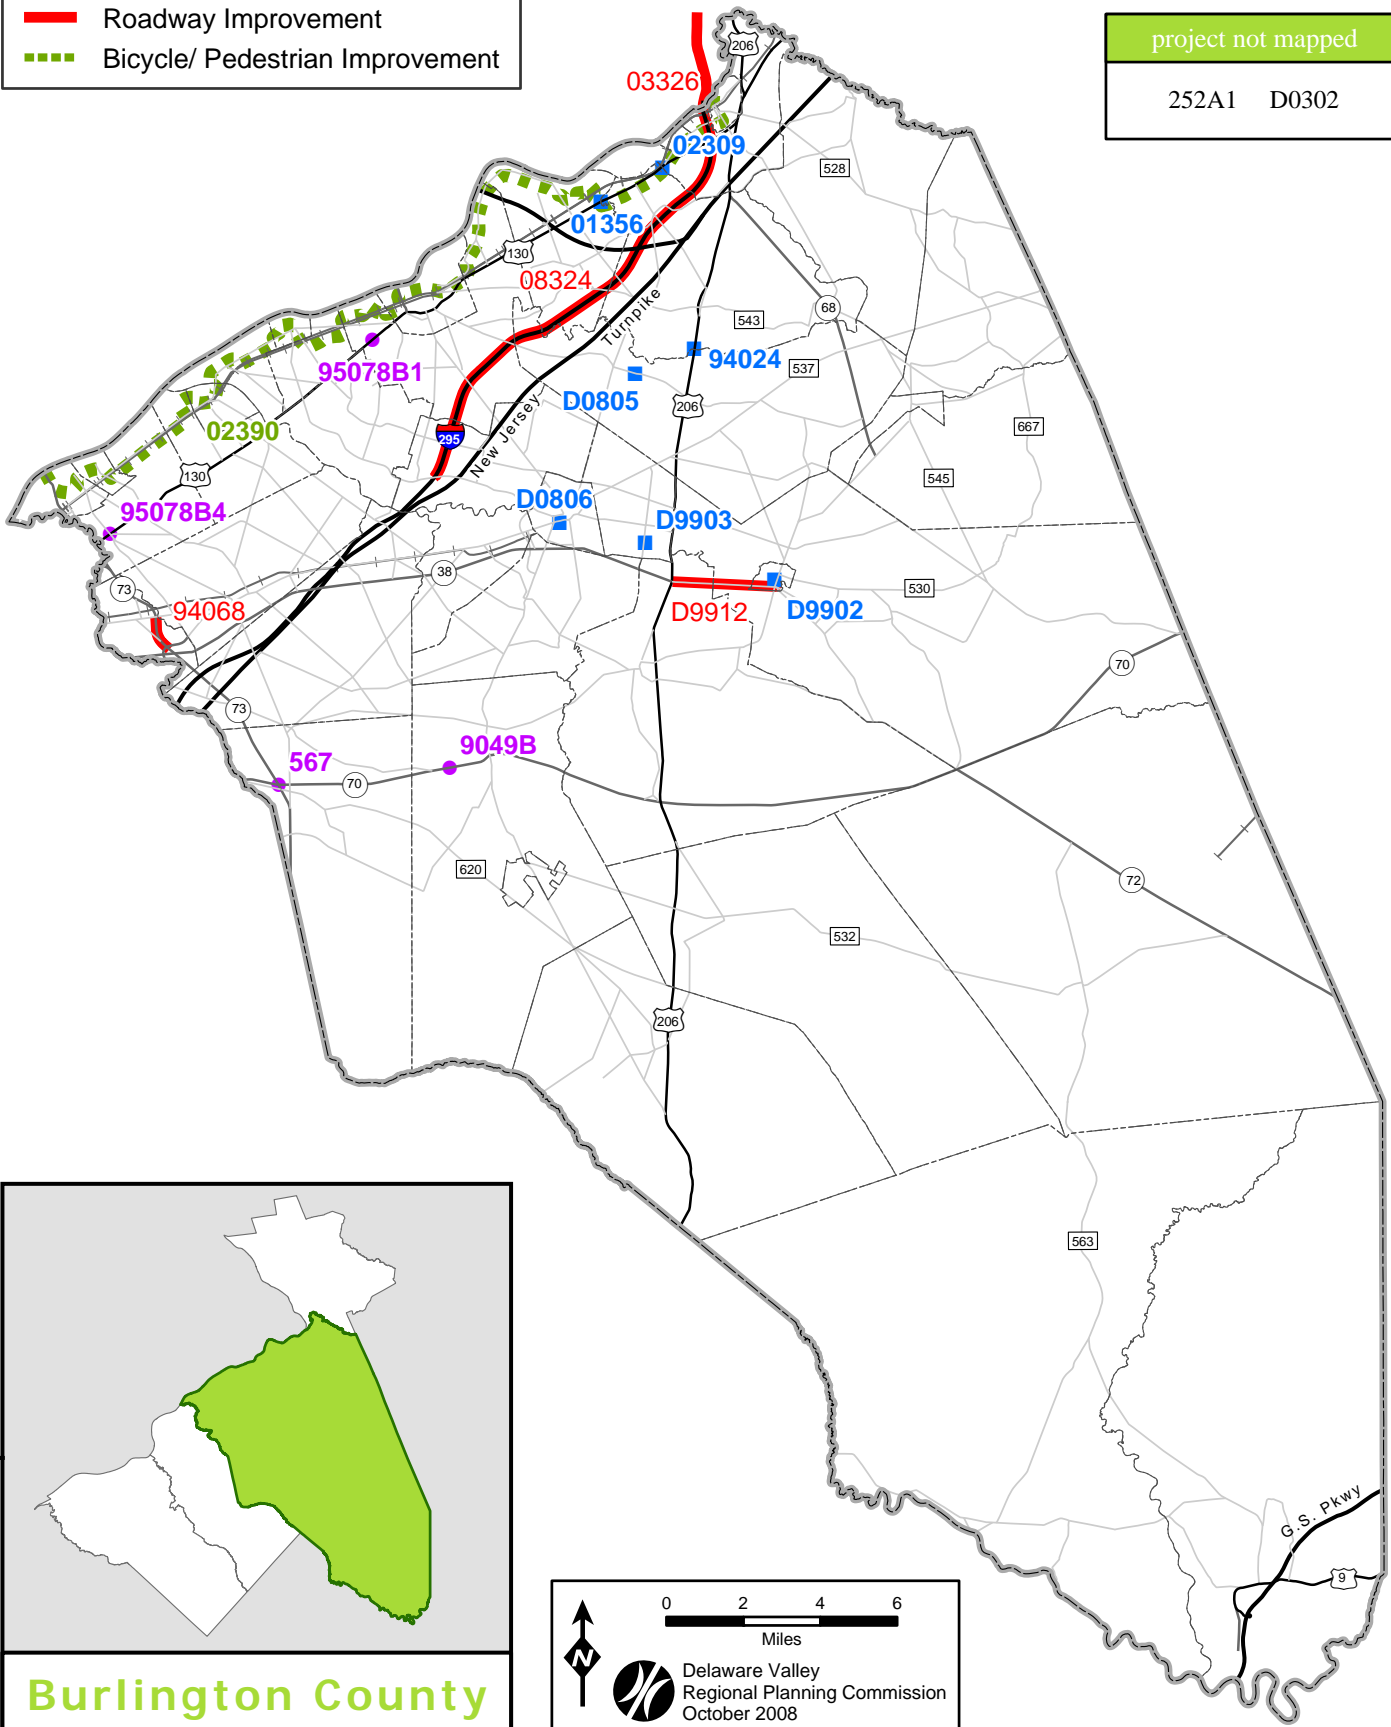 Roadway Improvement
Bicycle/ Pedestrian Improvement
project not mapped
252A1 D0302
206
03326
02309
528
01356
130
08324
68
Turnpike
543
94024
95078B1
537
D0805
206
New Jersey
667
02390
295
130
545
D0806
95078B4
D9903
38
73
530
94068
D9912
D9902
70
73
9049B
567
70
620
72
532
206
563
G.S. Pkwy
9
0 2 4 6
Miles
N
Delaware Valley
Regional Planning Commission
October 2008
Burlington County